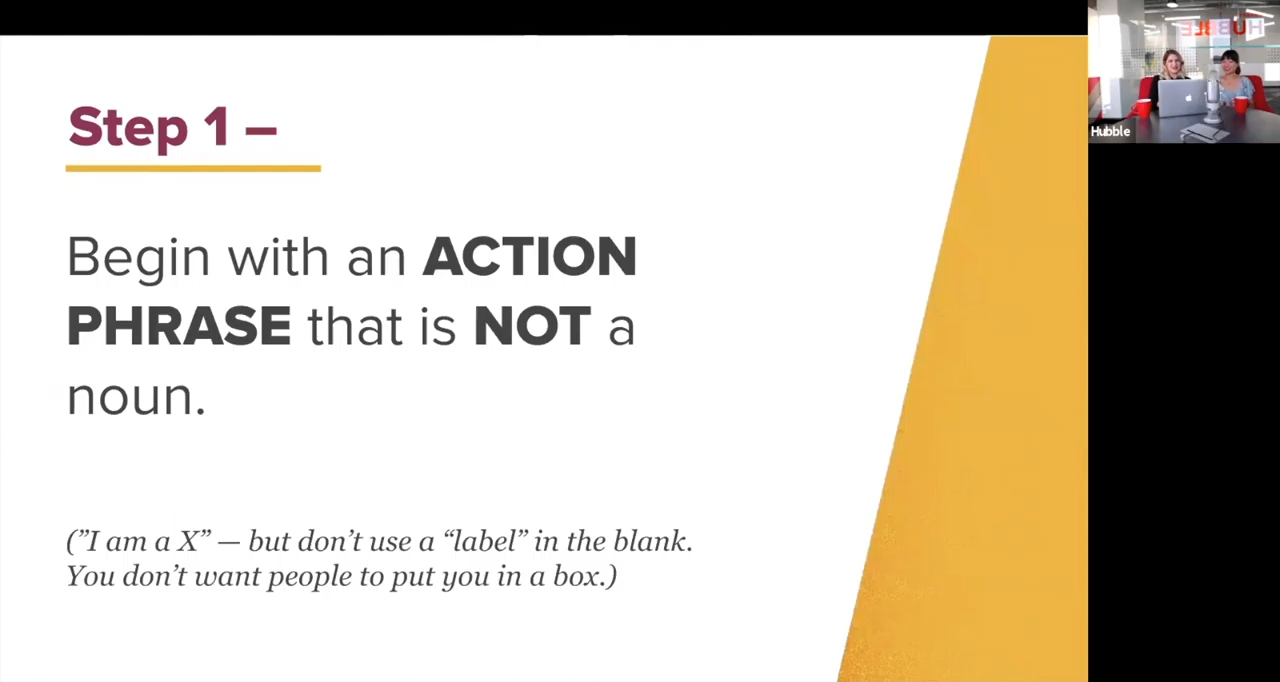 Step 1 –
Begin with an ACTION
PHRASE that is NOT a
noun.
(”I am a X” — but don’t use a “label” in the blank.
You don’t want people to put you in a box.)
HUBBLE
Hubble